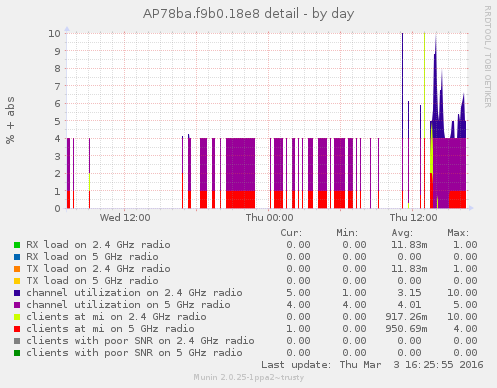 AP78ba.f9b0.18e8 detail - by day
RRDTOOL / TOBI OETIKER
% + abs
10
9
8
7
6
5
4
3
2
1
0
Wed 12:00 Thu 00:00 Thu 12:00
Cur: Min: Avg: Max:
RX load on 2.4 GHz radio 0.00 0.00 11.83m 1.00
RX load on 5 GHz radio 0.00 0.00 0.00 0.00
TX load on 2.4 GHz radio 0.00 0.00 11.83m 1.00
TX load on 5 GHz radio 0.00 0.00 0.00 0.00
channel utilization on 2.4 GHz radio 5.00 1.00 3.15 10.00
channel utilization on 5 GHz radio 4.00 4.00 4.01 5.00
clients at mi on 2.4 GHz radio 0.00 0.00 917.26m 10.00
clients at mi on 5 GHz radio 1.00 0.00 950.69m 4.00
clients with poor SNR on 2.4 GHz radio 0.00 0.00 0.00 0.00
clients with poor SNR on 5 GHz radio 0.00 0.00 0.00 0.00
Last update: Thu Mar 3 16:25:55 2016
Munin 2.0.25-1ppa2~trusty